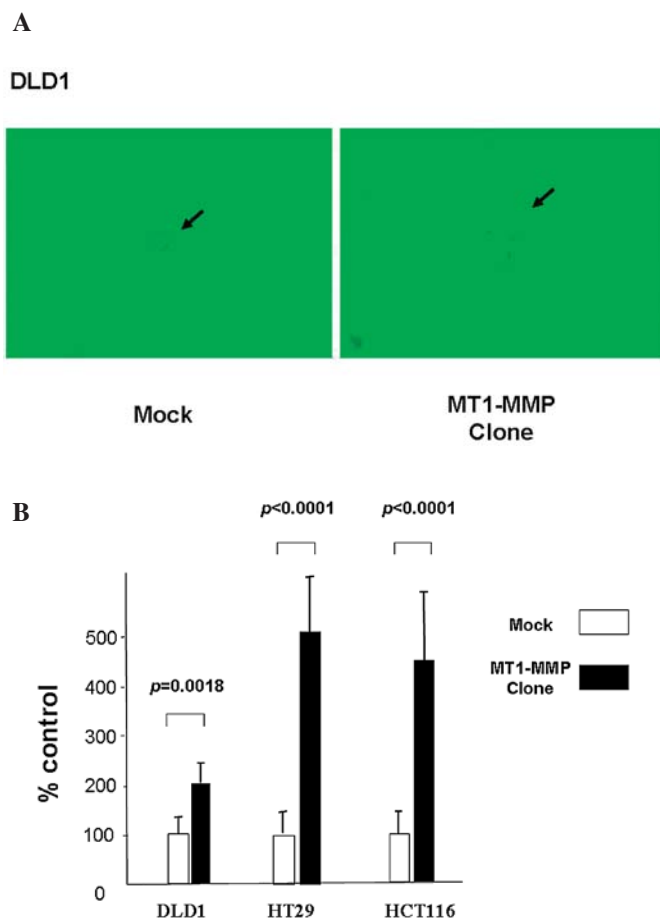 A
DLD1
Mock
MT1-MMP
Clone
B
p<0.0001
p<0.0001
p=0.0018
% control
500
400
300
200
100
0
Mock
MT1-MMP
Clone
DLD1
HT29
HCT116